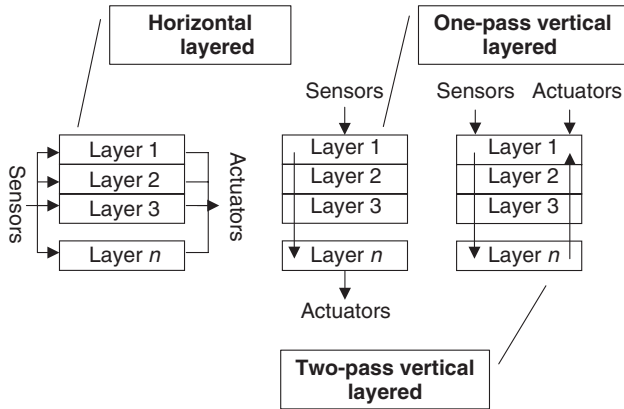 Horizontal
layered
One-pass vertical
layered
Sensors
Layer 1
Layer 2
Layer 3
Layer n
Actuators
Sensors
Layer 1
Layer 2
Layer 3
Layer n
Actuators
Sensors
Actuators
Layer 1
Layer 2
Layer 3
Layer n
Two-pass vertical
layered